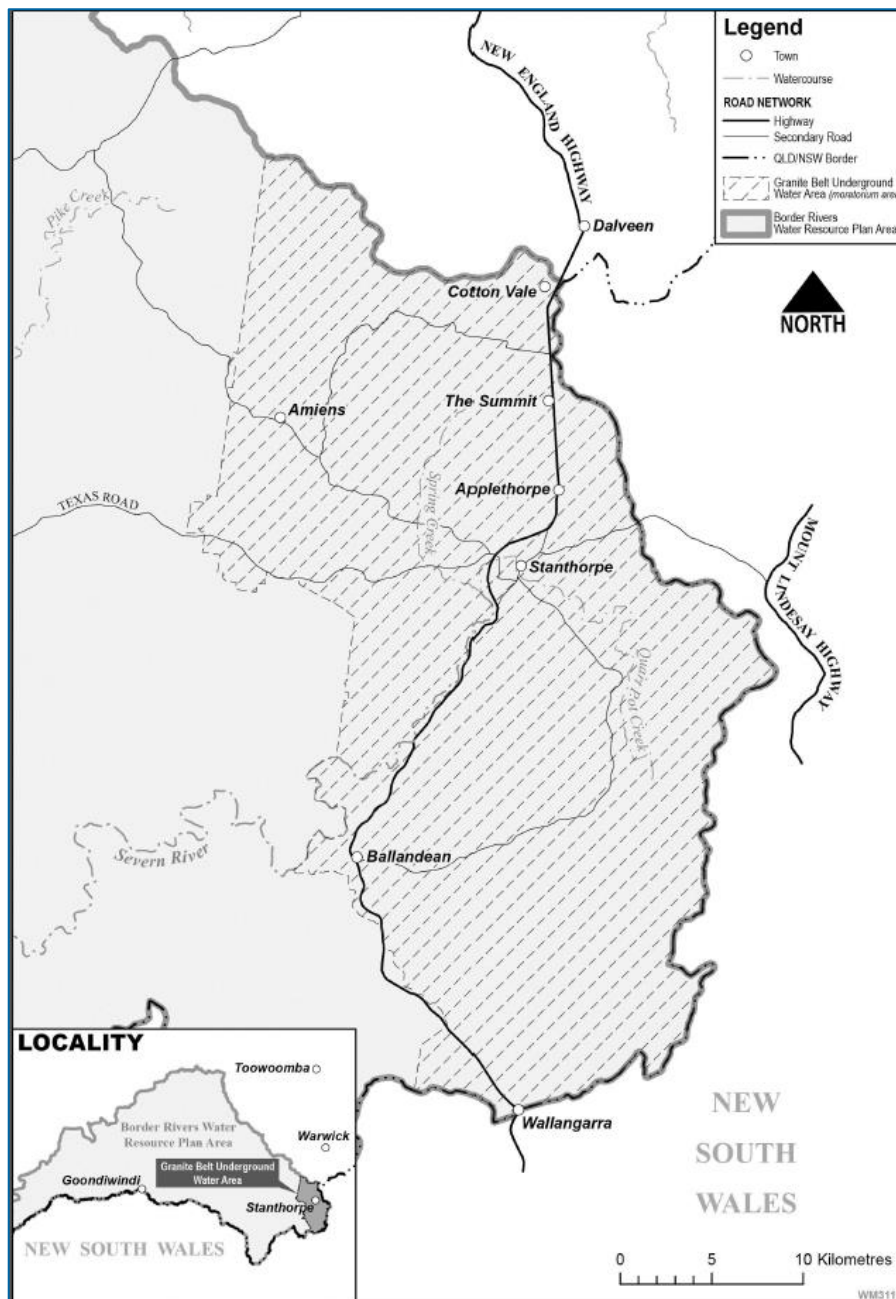 Legend
Town
Watercourse
ROAD NETWORK
Highway
Secondary Road
QLD/NSW Border
Granite Belt Underground
Water Area (moratorium area)
Border Rivers
Water Resource Plan Area
NEW ENGLAND HIGHWAY
Pike Creek
Dalveen
Cotton Vale
NORTH
The Summit
Amiens
Spring Creek
Applethorpe
TEXAS ROAD
Stanthorpe
MOUNT LINDESAY HIGHWAY
Quart Pot Creek
Severn River
Ballandean
LOCALITY
Toowoomba
Border Rivers Water
Resource Plan Area
Warwick
Granite Belt Underground
Water Area
Goondiwindi
Stanthorpe
NEW SOUTH WALES
Wallangarra
NEW
SOUTH
WALES
0 5 10 Kilometres
WM311